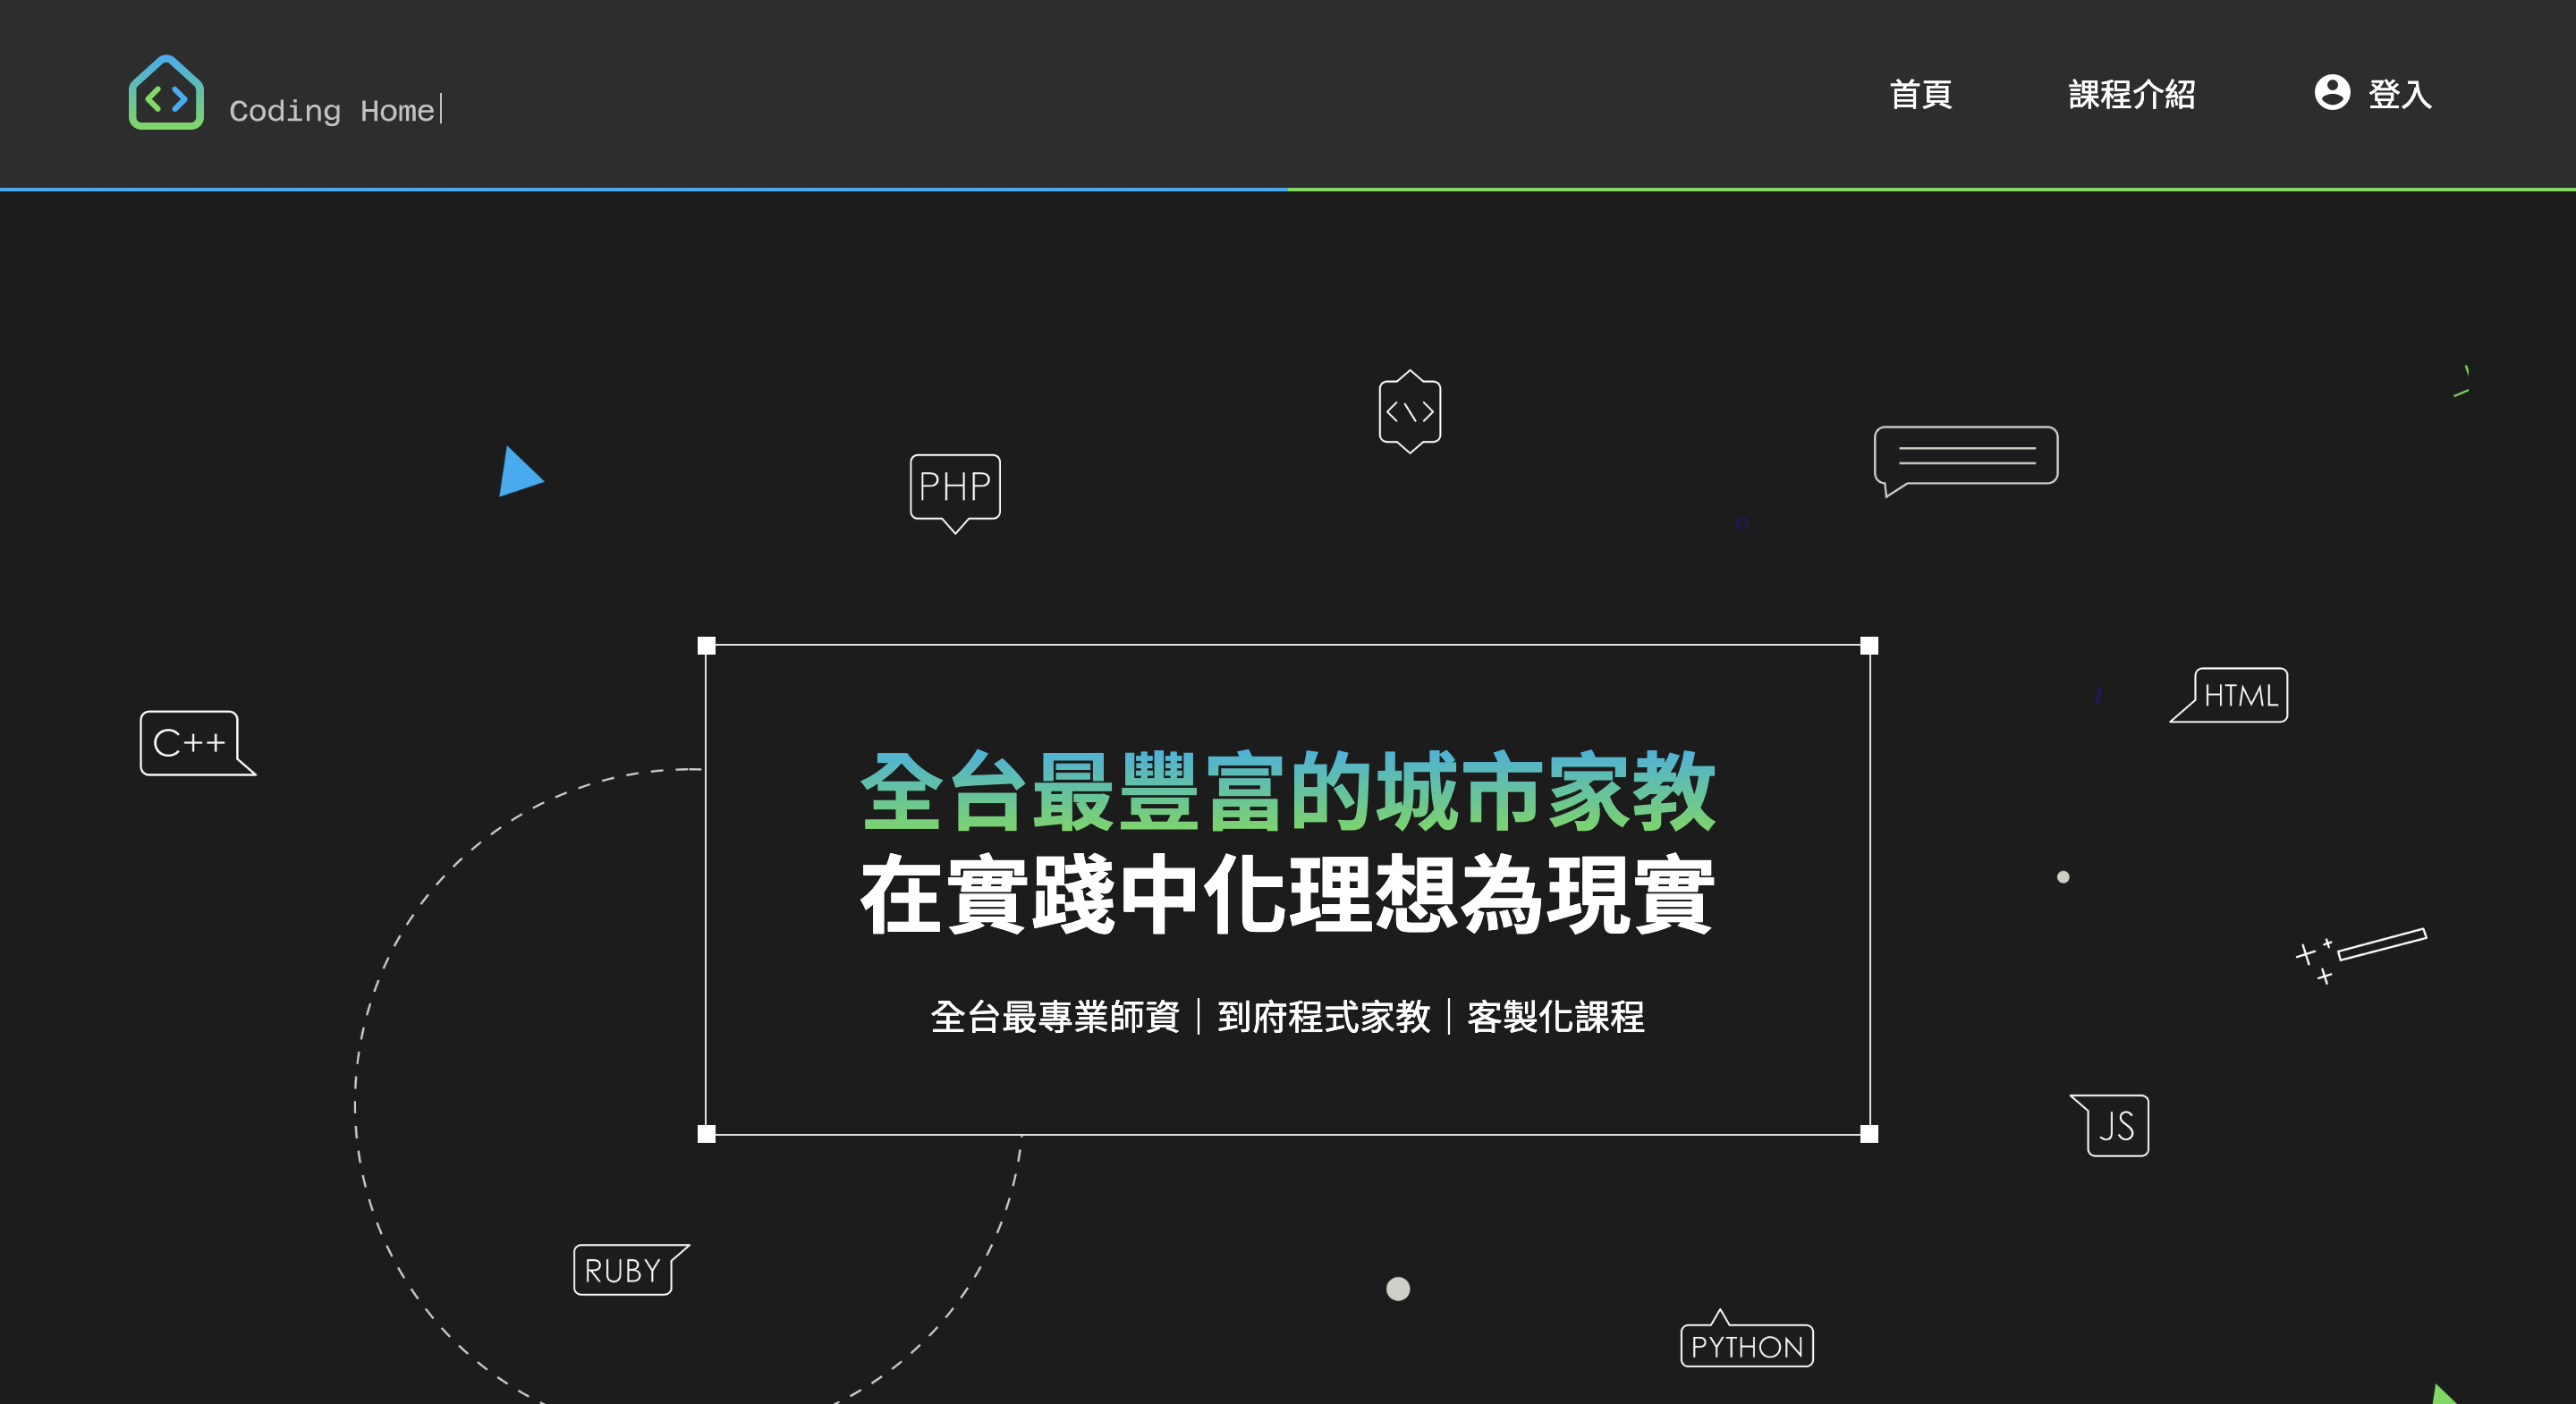 Coding Home
首頁
課程介紹
登入
<\>
PHP
HTML
C++
全台最豐富的城市家教
在實踐中化理想為現實
全台最專業師資｜到府程式家教｜客製化課程
JS
RUBY
PYTHON